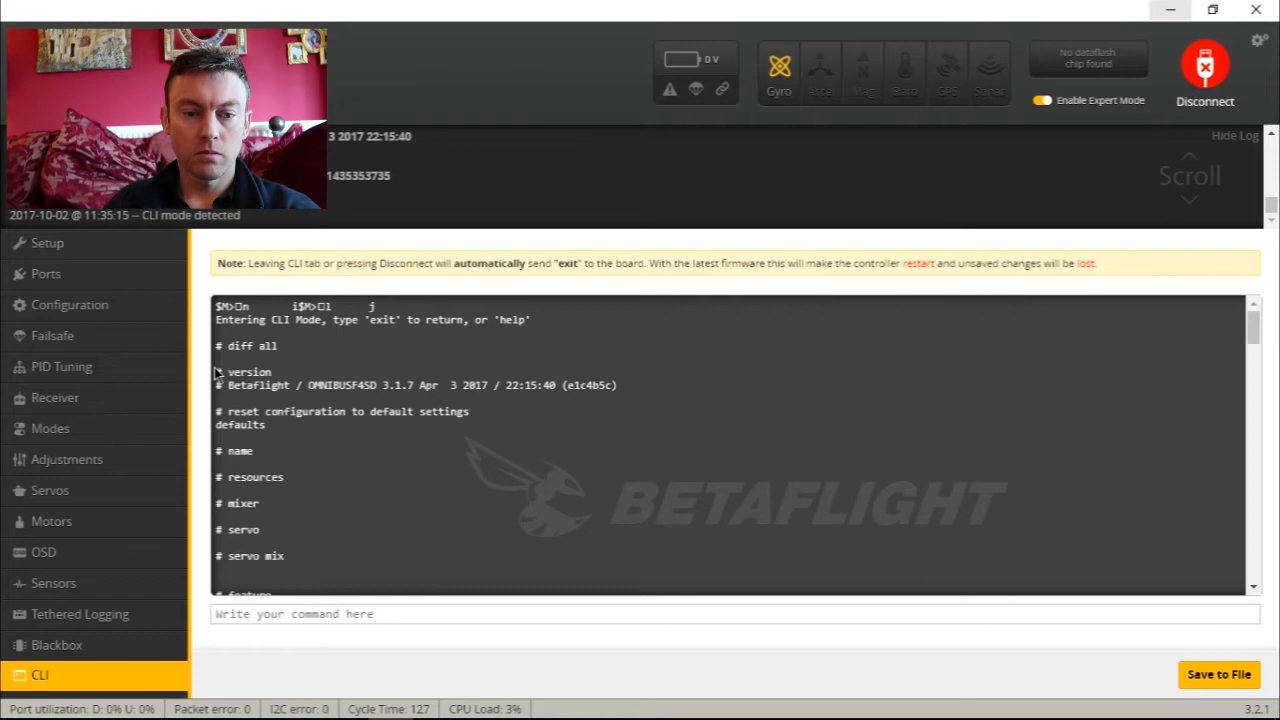 0 V
Gyro
Accel
Mag
Baro
GPS
Sonar
No dataflash
chip found
Enable Expert Mode
Disconnect
3 2017 22:15:40
Hide Log
1435353735
Scroll
2017-10-02 @ 11:35:15 -- CLI mode detected
Setup
Ports
Configuration
Failsafe
PID Tuning
Receiver
Modes
Adjustments
Servos
Motors
OSD
Sensors
Tethered Logging
Blackbox
CLI
Note: Leaving CLI tab or pressing Disconnect will automatically send "exit" to the board. With the latest firmware this will make the controller restart and unsaved changes will be lost.
$M>□n i$M>□l j
Entering CLI Mode, type 'exit' to return, or 'help'
# diff all
# version
# Betaflight / OMNIBUSF4SD 3.1.7 Apr 3 2017 / 22:15:40 (e1c4b5c)
# reset configuration to default settings
defaults
# name
# resources
# mixer
# servo
# servo mix
# feature
BETAFLIGHT
Write your command here
Save to File
Port utilization: D: 0% U: 0%
Packet error: 0
I2C error: 0
Cycle Time: 127
CPU Load: 3%
3.2.1